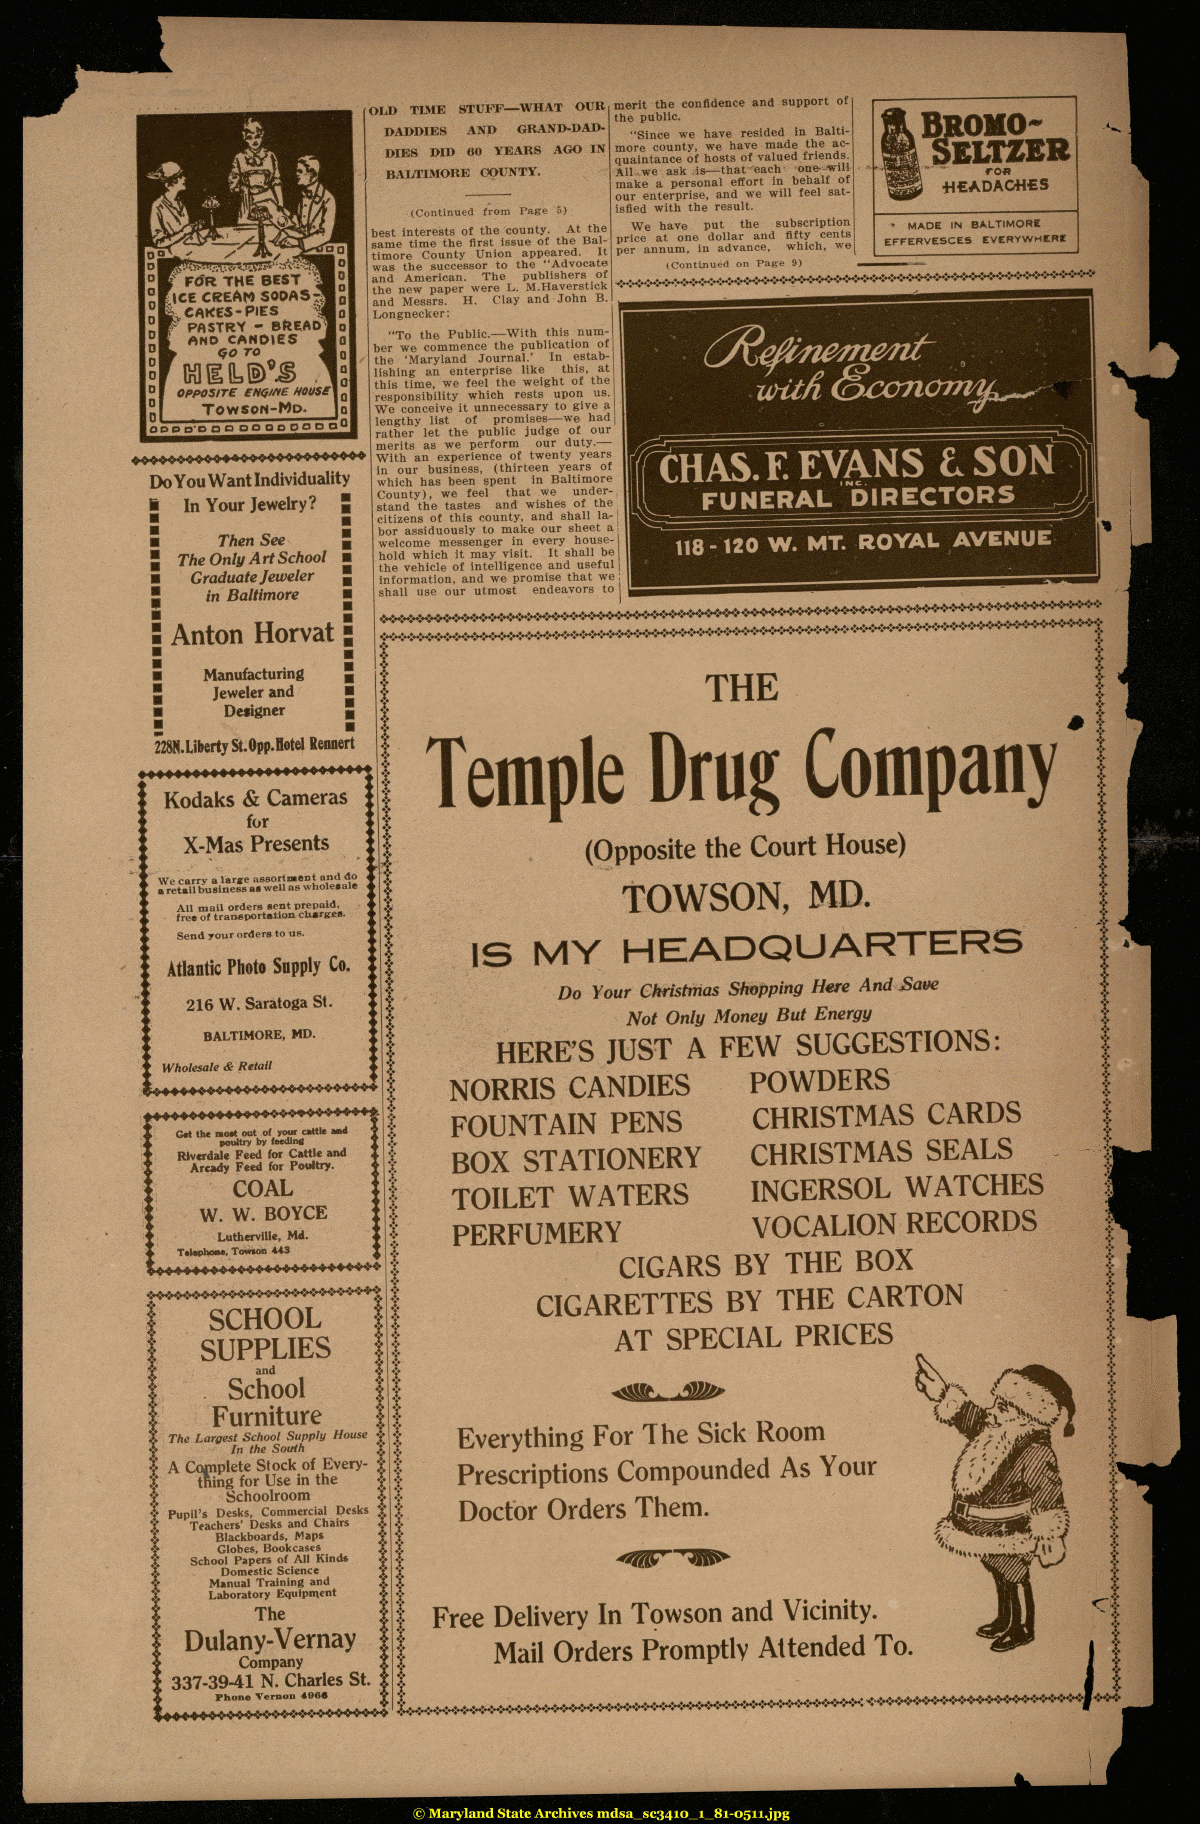 FOR THE BEST
ICE CREAM SODAS-
CAKES-PIES
PASTRY - BREAD
AND CANDIES
GO TO
HELD'S
OPPOSITE ENGINE HOUSE
TOWSON-MD.
Do You Want Individuality
In Your Jewelry?
Then See
The Only Art School
Graduate Jeweler
in Baltimore
Anton Horvat
Manufacturing
Jeweler and
Designer
228N. Liberty St. Opp. Hotel Rennert
Kodaks & Cameras
for
X-Mas Presents
We carry a large assortment and do
a retail business as well as wholesale
All mail orders sent prepaid,
free of transportation charges.
Send your orders to us.
Atlantic Photo Supply Co.
216 W. Saratoga St.
BALTIMORE, MD.
Wholesale & Retail
Get the most out of your cattle and
poultry by feeding
Riverdale Feed for Cattle and
Arcady Feed for Poultry.
COAL
W. W. BOYCE
Lutherville, Md.
Telephone, Towson 443
SCHOOL
SUPPLIES
and
School
Furniture
The Largest School Supply House
In the South
A Complete Stock of Every-
thing for Use in the
Schoolroom
Pupil's Desks, Commercial Desks
Teachers' Desks and Chairs
Blackboards, Maps
Globes, Bookcases
School Papers of All Kinds
Domestic Science
Manual Training and
Laboratory Equipment
The
Dulany-Vernay
Company
337-39-41 N. Charles St.
Phone Vernon 4966
OLD TIME STUFF—WHAT OUR
DADDIES AND GRAND-DAD-
DIES DID 60 YEARS AGO IN
BALTIMORE COUNTY.
(Continued from Page 5)
best interests of the county. At the
same time the first issue of the Bal-
timore County Union appeared. It
was the successor to the "Advocate
and American. The publishers of
the new paper were L. M.Haverstick
and Messrs. H. Clay and John B.
Longnecker:
"To the Public.—With this num-
ber we commence the publication of
the 'Maryland Journal.' In estab-
lishing an enterprise like this, at
this time, we feel the weight of the
responsibility which rests upon us.
We conceive it unnecessary to give a
lengthy list of promises—we had
rather let the public judge of our
merits as we perform our duty.—
With an experience of twenty years
in our business, (thirteen years of
which has been spent in Baltimore
County), we feel that we under-
stand the tastes and wishes of the
citizens of this county, and shall la-
bor assiduously to make our sheet a
welcome messenger in every house-
hold which it may visit. It shall be
the vehicle of intelligence and useful
information, and we promise that we
shall use our utmost endeavors to
merit the confidence and support of
the public.
"Since we have resided in Balti-
more county, we have made the ac-
quaintance of hosts of valued friends.
All we ask is—that each one will
make a personal effort in behalf of
our enterprise, and we will feel sat-
isfied with the result.
We have put the subscription
price at one dollar and fifty cents
per annum, in advance, which, we
(Continued on Page 9)
BROMO-
SELTZER
FOR
HEADACHES
MADE IN BALTIMORE
EFFERVESCES EVERYWHERE
Refinement
with Economy
CHAS. F. EVANS & SON
INC.
FUNERAL DIRECTORS
118-120 W. MT. ROYAL AVENUE
THE
Temple Drug Company
(Opposite the Court House)
TOWSON, MD.
IS MY HEADQUARTERS
Do Your Christmas Shopping Here And Save
Not Only Money But Energy
HERE'S JUST A FEW SUGGESTIONS:
NORRIS CANDIES
FOUNTAIN PENS
BOX STATIONERY
TOILET WATERS
PERFUMERY
POWDERS
CHRISTMAS CARDS
CHRISTMAS SEALS
INGERSOL WATCHES
VOCALION RECORDS
CIGARS BY THE BOX
CIGARETTES BY THE CARTON
AT SPECIAL PRICES
Everything For The Sick Room
Prescriptions Compounded As Your
Doctor Orders Them.
Free Delivery In Towson and Vicinity.
Mail Orders Promptly Attended To.
© Maryland State Archives mdsa_sc3410_1_81-0511.jpg